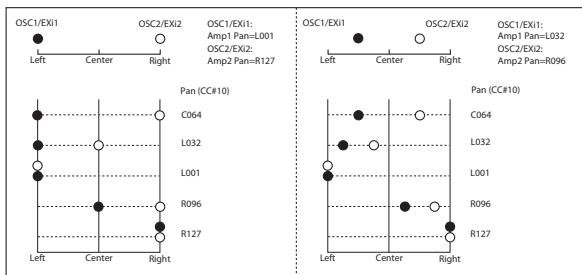 OSC1/EXi1
OSC2/EXi2
OSC1/EXi1:
Amp1 Pan=L001
OSC2/EXi2:
Amp2 Pan=R127
Left
Center
Right
Pan (CC#10)
C064
L032
L001
R096
R127
Left
Center
Right
OSC1/EXi1
OSC2/EXi2
OSC1/EXi1:
Amp1 Pan=L032
OSC2/EXi2:
Amp2 Pan=R096
Left
Center
Right
Pan (CC#10)
C064
L032
L001
R096
R127
Left
Center
Right